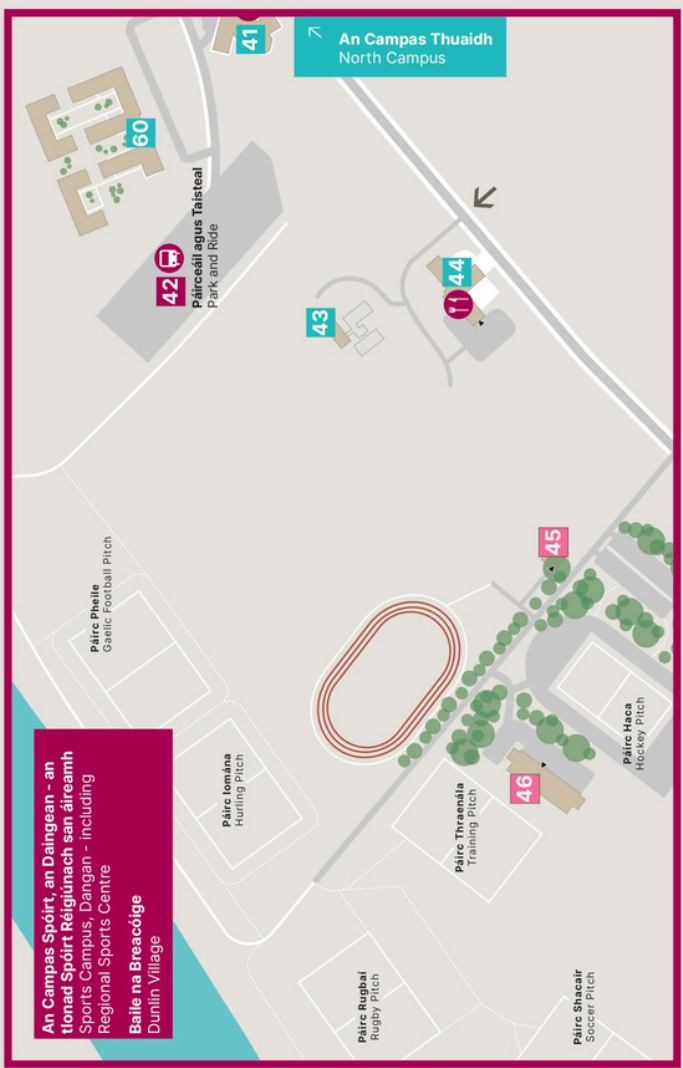 An Campas Spóirt, an Daingean - an
tIonad Spóirt Réigiúnach san áireamh
Sports Campus, Dangan - including
Regional Sports Centre
Baile na Breacóige
Dunlin Village
An Campas Thuaidh
North Campus
41
60
42
Páirceáil agus Taisteal
Park and Ride
43
44
Páirc Pheile
Gaelic Football Pitch
Páirc Iomána
Hurling Pitch
45
46
Páirc Thraenála
Training Pitch
Páirc Haca
Hockey Pitch
Páirc Rugbaí
Rugby Pitch
Páirc Shacair
Soccer Pitch